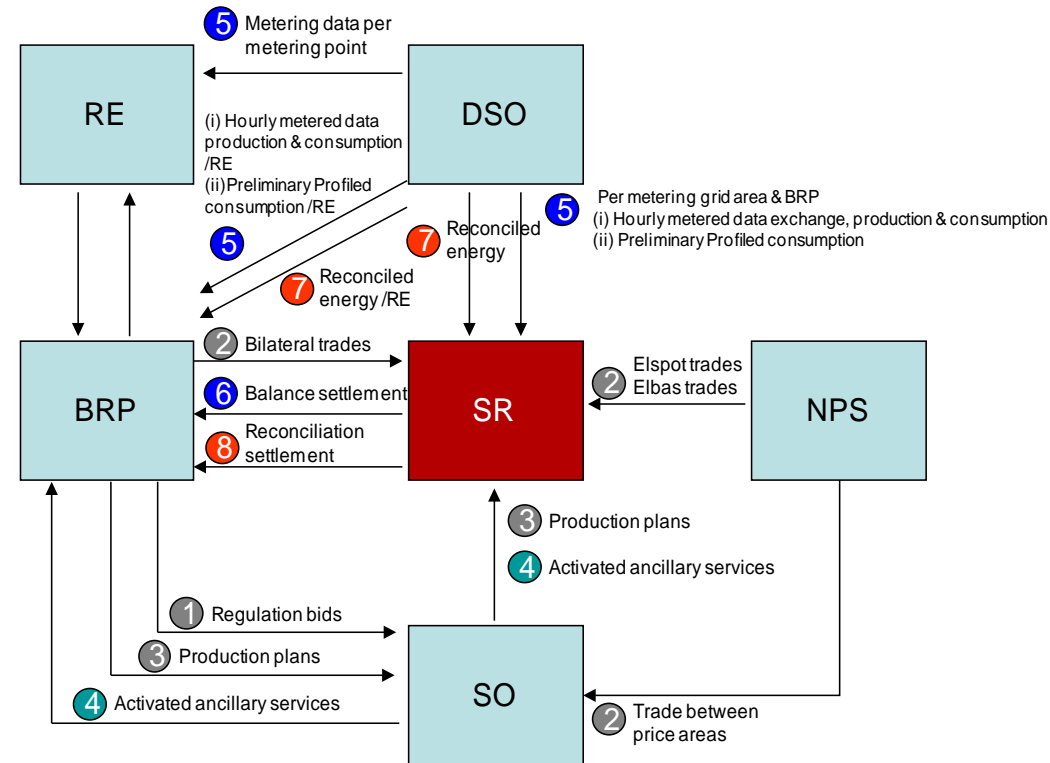 5 Metering data per
metering point
RE
DSO
(i) Hourly metered data
production & consumption
/RE
(ii)Preliminary Profiled
consumption /RE
5
5 Per metering grid area & BRP
(i) Hourly metered data exchange, production & consumption
(ii) Preliminary Profiled consumption
7 Reconciled
energy
7 Reconciled
energy /RE
2 Bilateral trades
BRP
6 Balance settlement
8 Reconciliation
settlement
SR
Elspot trades
2 Elbas trades
NPS
3 Production plans
4 Activated ancillary services
1 Regulation bids
3 Production plans
4 Activated ancillary services
SO
2 Trade between
price areas